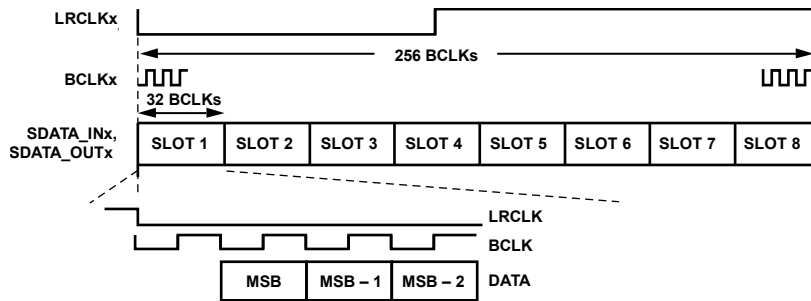 LRCLKx
256 BCLKs
BCLKx
32 BCLKs
SDATA_INx,
SDATA_OUTx
SLOT 1 SLOT 2 SLOT 3 SLOT 4 SLOT 5 SLOT 6 SLOT 7 SLOT 8
LRCLK
BCLK
MSB MSB – 1 MSB – 2 DATA